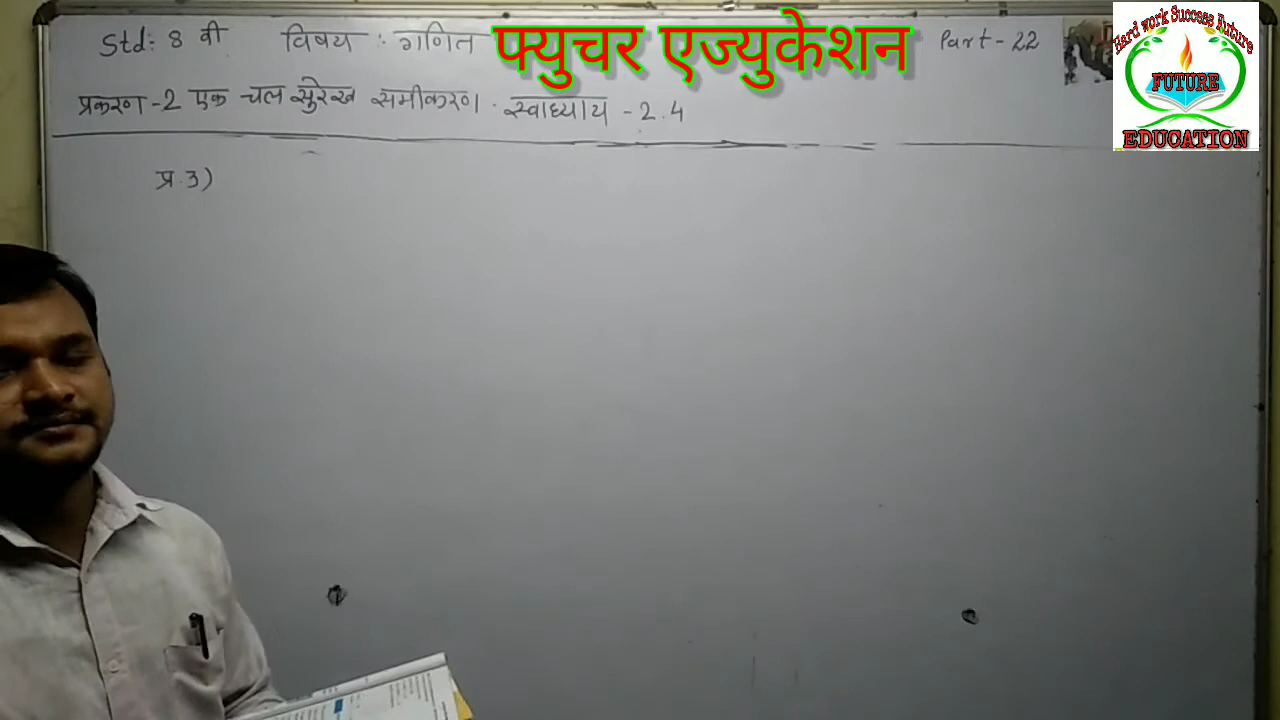 Std: 8 वी विषय : गणित फ्युचर एज्युकेशन Part - 22
प्रकरण - 2 एक चल सुरेख समीकरण . स्वाध्याय - 2.4
प्र. 3)
Hard work Success Future
FUTURE
EDUCATION